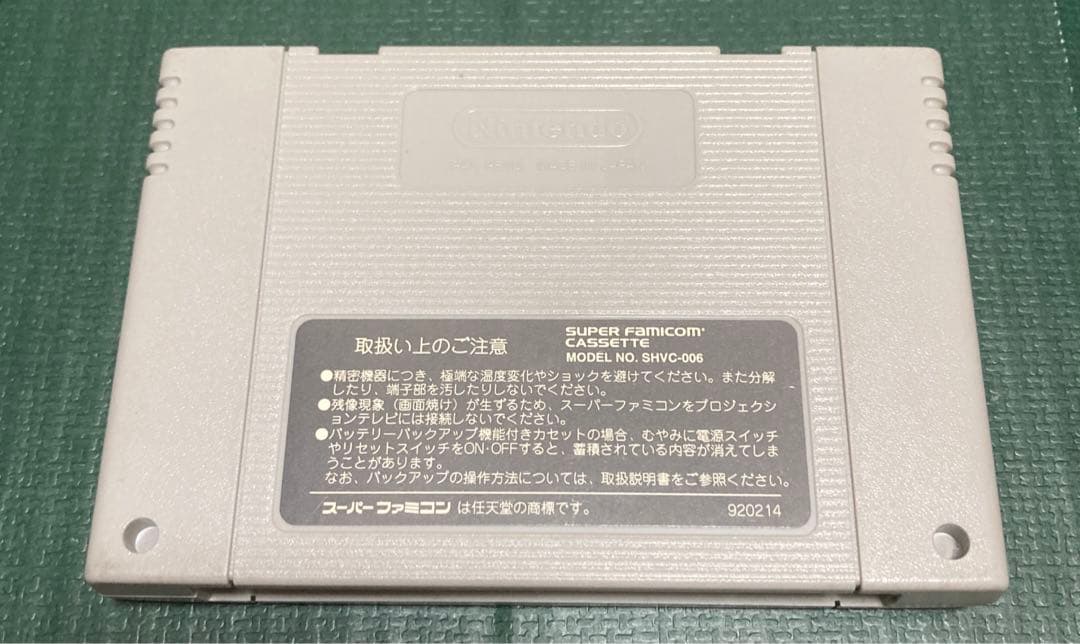 Nintendo
MADE IN JAPAN
取扱い上のご注意
SUPER FAMICOM
CASSETTE
MODEL NO. SHVC-006
●精密機器につき、極端な温度変化やショックを避けてください。また分解
したり、端子部を汚したりしないでください。
●残像現象（画面焼け）が生ずるため、スーパーファミコンをプロジェクシ
ョンテレビには接続しないでください。
●バッテリーバックアップ機能付きカセットの場合、むやみに電源スイッチ
やリセットスイッチをON·OFFすると、蓄積されている内容が消えてしま
うことがあります。
なお、バックアップの操作方法については、取扱説明書をご参照ください。
スーパーファミコンは任天堂の商標です。
920214